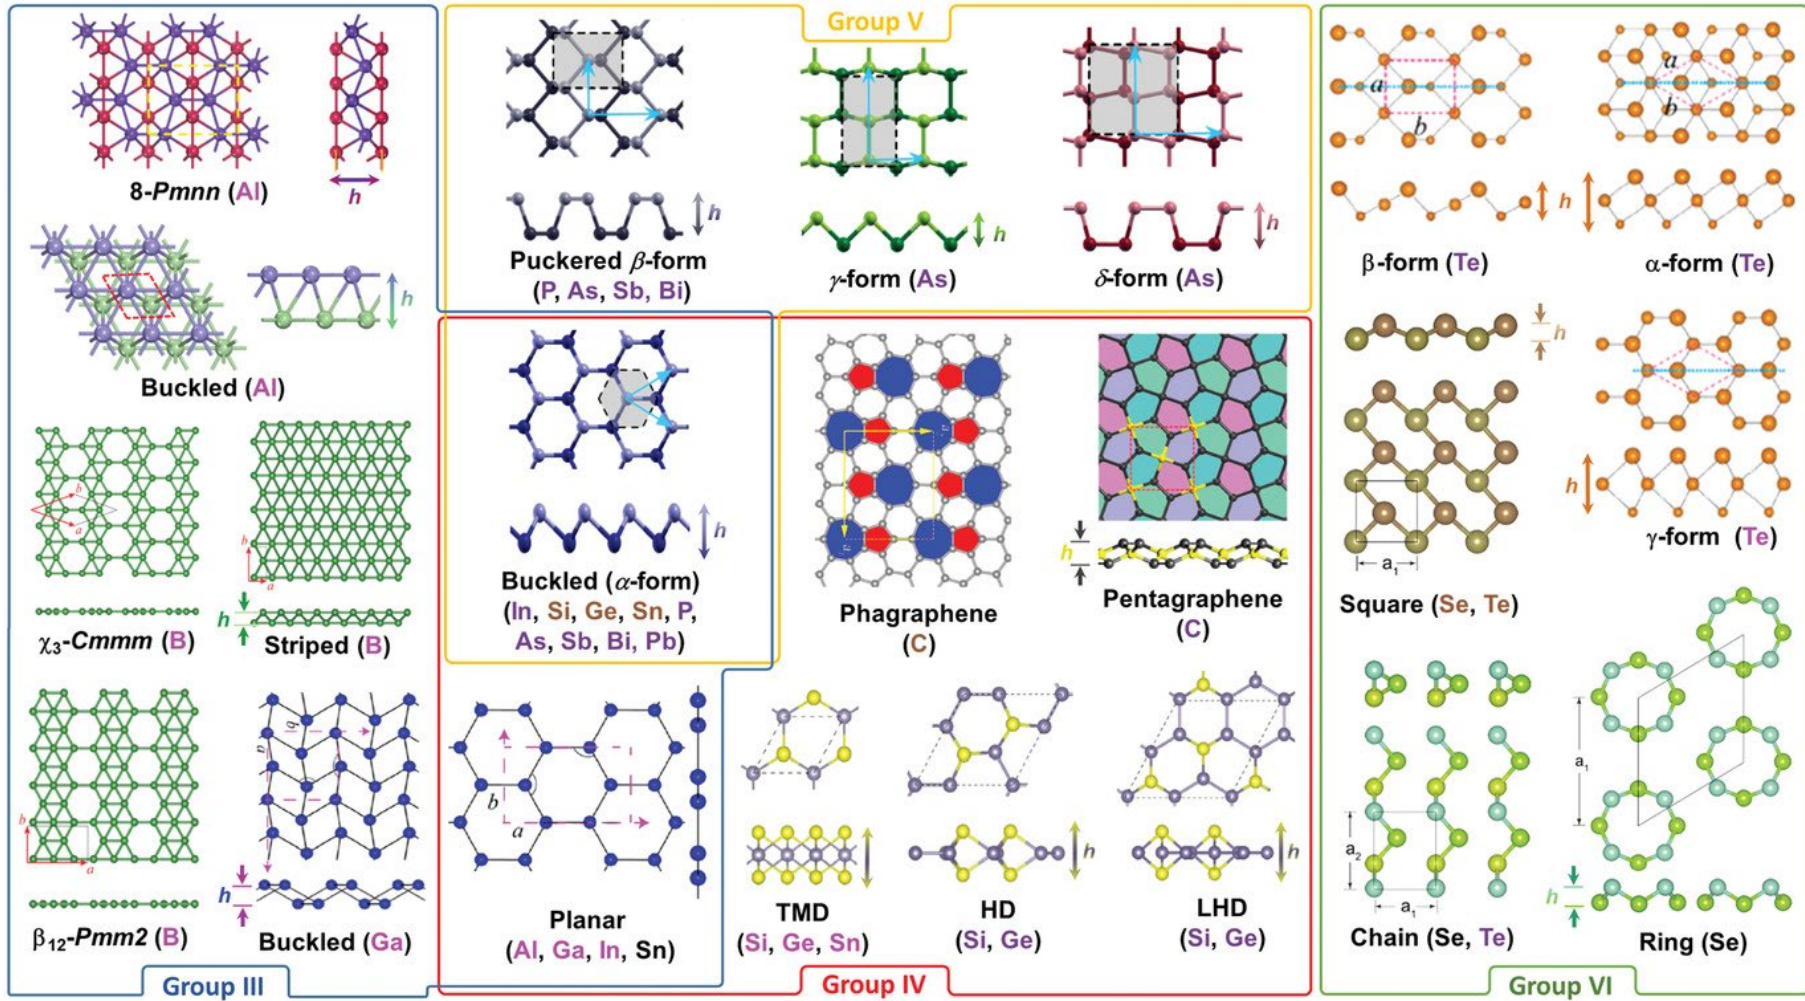 Group V
8-Pmnn (Al)
h
Buckled (Al)
h
b
a
χ₃-Cmmm (B)
b
a
h
Striped (B)
b
a
β₁₂-Pmm2 (B)
b
a
h
Buckled (Ga)
Group III
Puckered β-form
(P, As, Sb, Bi)
h
γ-form (As)
h
δ-form (As)
h
Buckled (α-form)
(In, Si, Ge, Sn, P,
As, Sb, Bi, Pb)
h
Phagraphene
(C)
h
Pentagraphene
(C)
b
a
Planar
(Al, Ga, In, Sn)
TMD
(Si, Ge, Sn)
HD
(Si, Ge)
h
LHD
(Si, Ge)
h
Group IV
a
b
h
β-form (Te)
a
b
α-form (Te)
h
a₁
Square (Se, Te)
h
γ-form (Te)
a₂
a₁
Chain (Se, Te)
a₁
h
Ring (Se)
Group VI